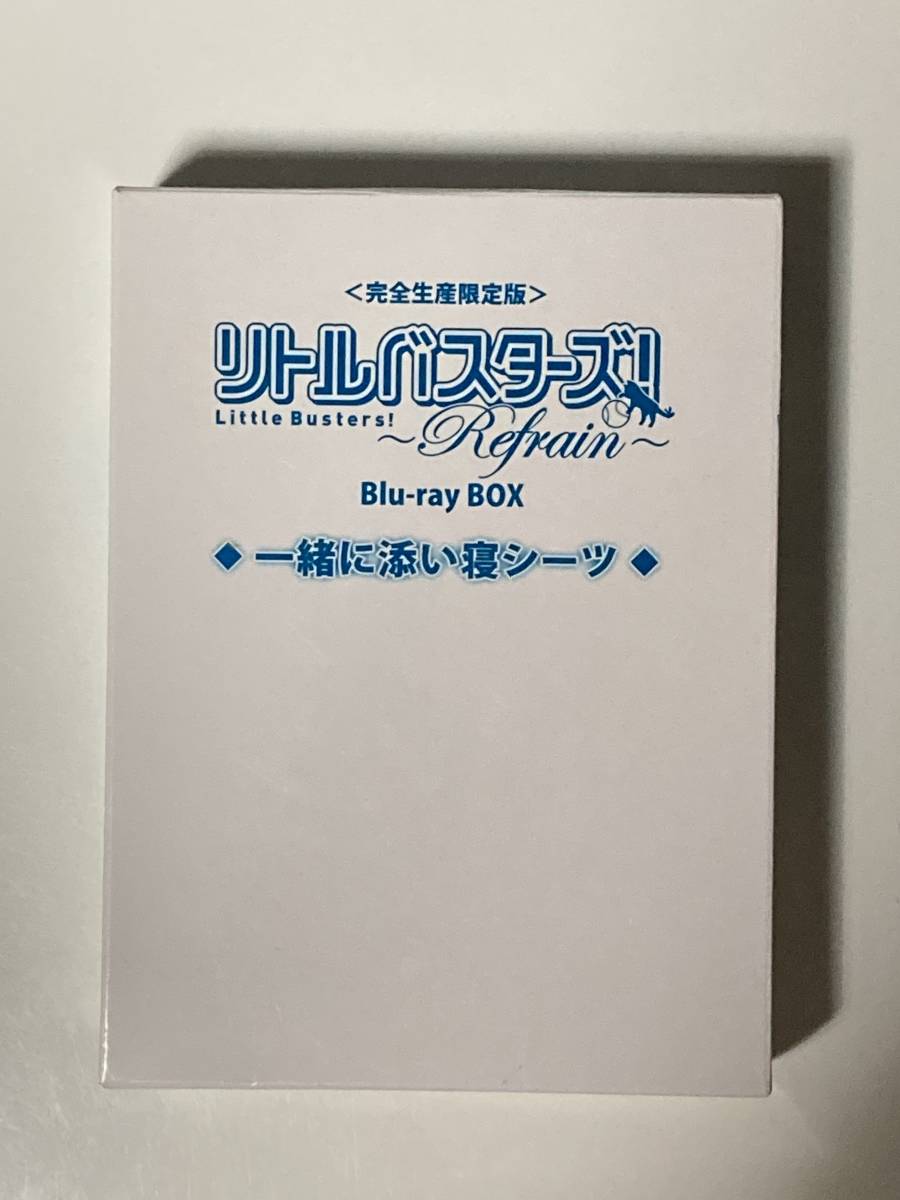 ＜完全生産限定版＞
リトルバスターズ！
Little Busters!
～Refrain～
Blu-ray BOX
◆ 一緒に添い寝シーツ ◆